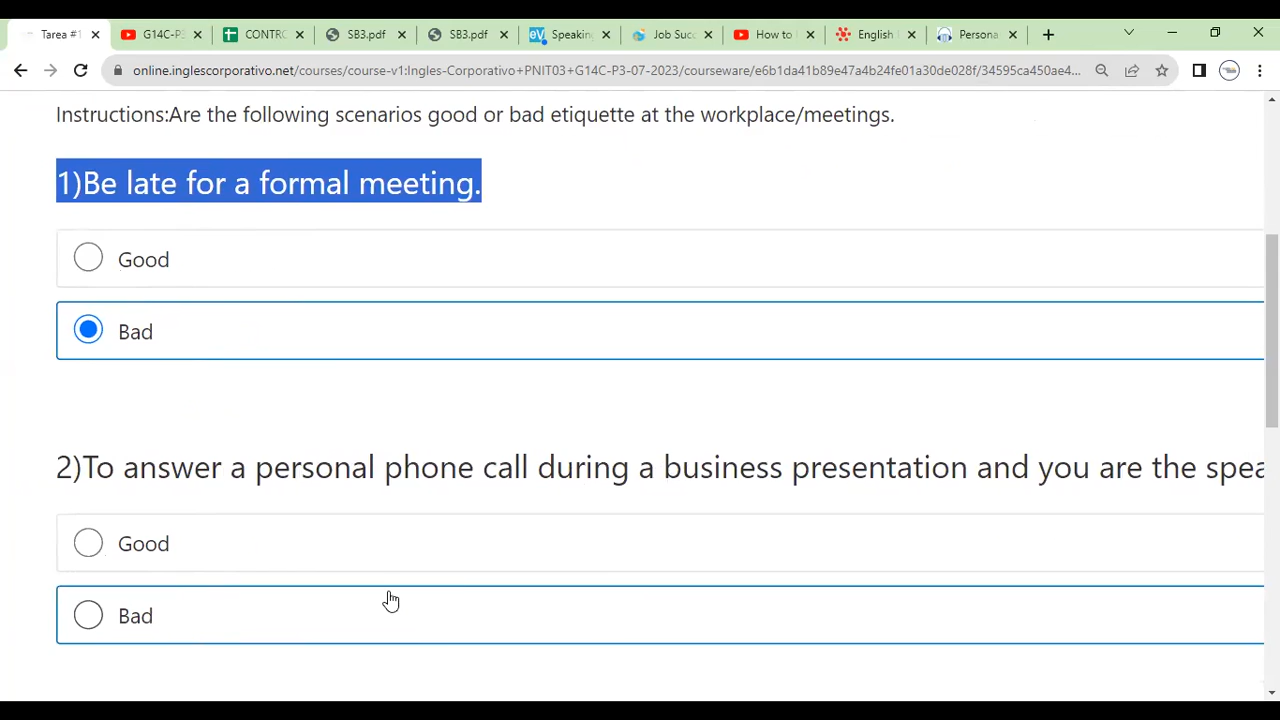 Tarea #1
G14C-P3
CONTRO
SB3.pdf
SB3.pdf
Speaking
Job Succ
How to
English
Persona
online.inglescorporativo.net/courses/course-v1:Ingles-Corporativo+PNIT03+G14C-P3-07-2023/courseware/e6b1da41b89e47a4b24fe01a30de028f/34595ca450ae4...
Instructions:Are the following scenarios good or bad etiquette at the workplace/meetings.
1)Be late for a formal meeting.
Good
Bad
2)To answer a personal phone call during a business presentation and you are the spea
Good
Bad